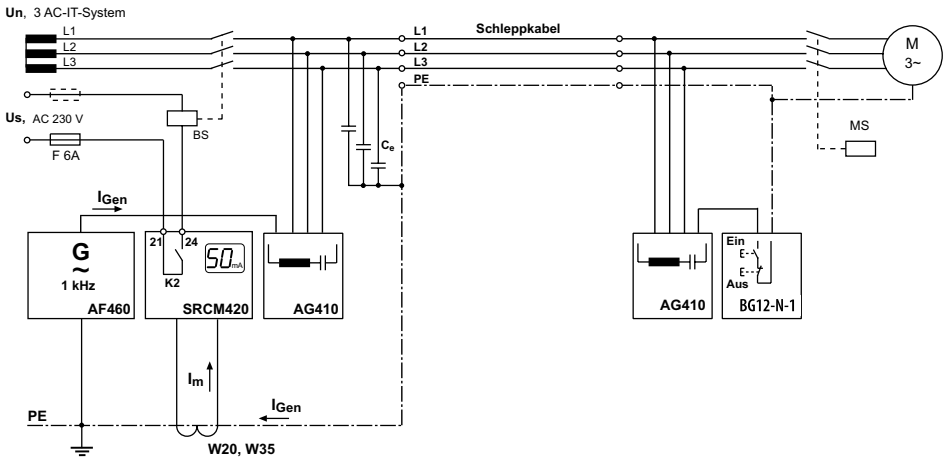 Un, 3 AC-IT-System
L1
L2
L3
L1
L2
L3
PE
Schleppkabel
M
3~
Us, AC 230 V
F 6A
BS
Ce
MS
IGen
G
~
1 kHz
AF460
21
24
50 mA
K2
SRCM420
AG410
AG410
Ein
E
E
Aus
BG12-N-1
Im
IGen
PE
W20, W35